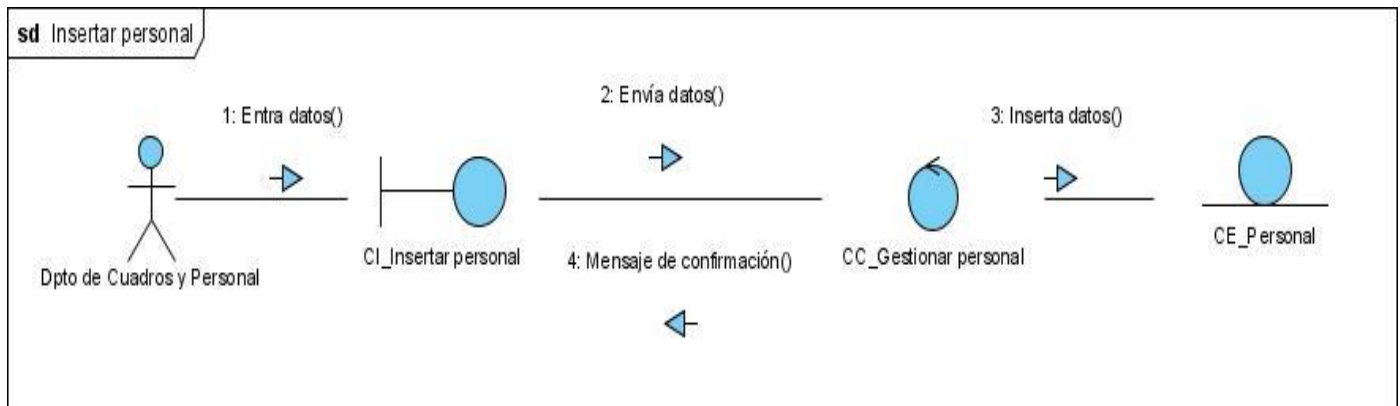 sd Insertar personal
1: Entra datos()
2: Envía datos()
3: Inserta datos()
Dpto de Cuadros y Personal
CI_Insertar personal
4: Mensaje de confirmación()
CC_Gestionar personal
CE_Personal